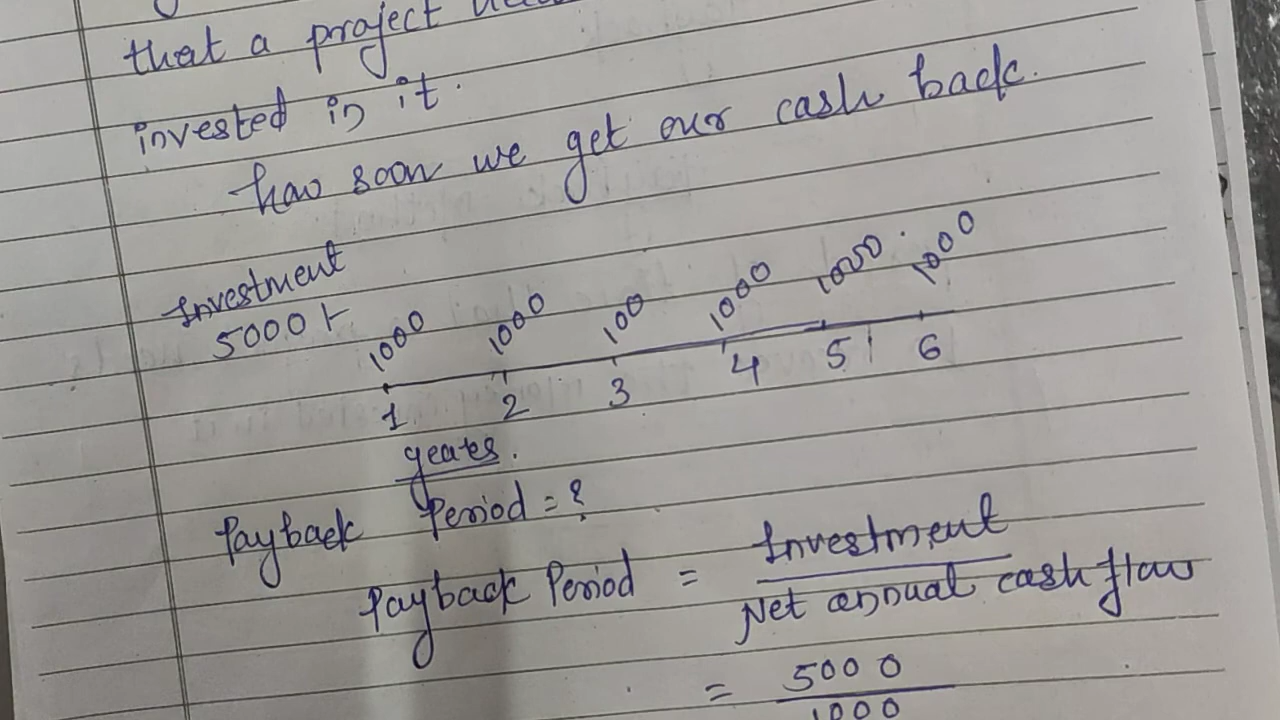 that a project
invested in it.
how soon we get our cash back.
Investment
5000 1000 1000 100 1000 1000 1000
1 2 3 4 5 6
years.
Payback Period = ?
Payback Period = Investment
Net annual cash flow
= 5000
1000